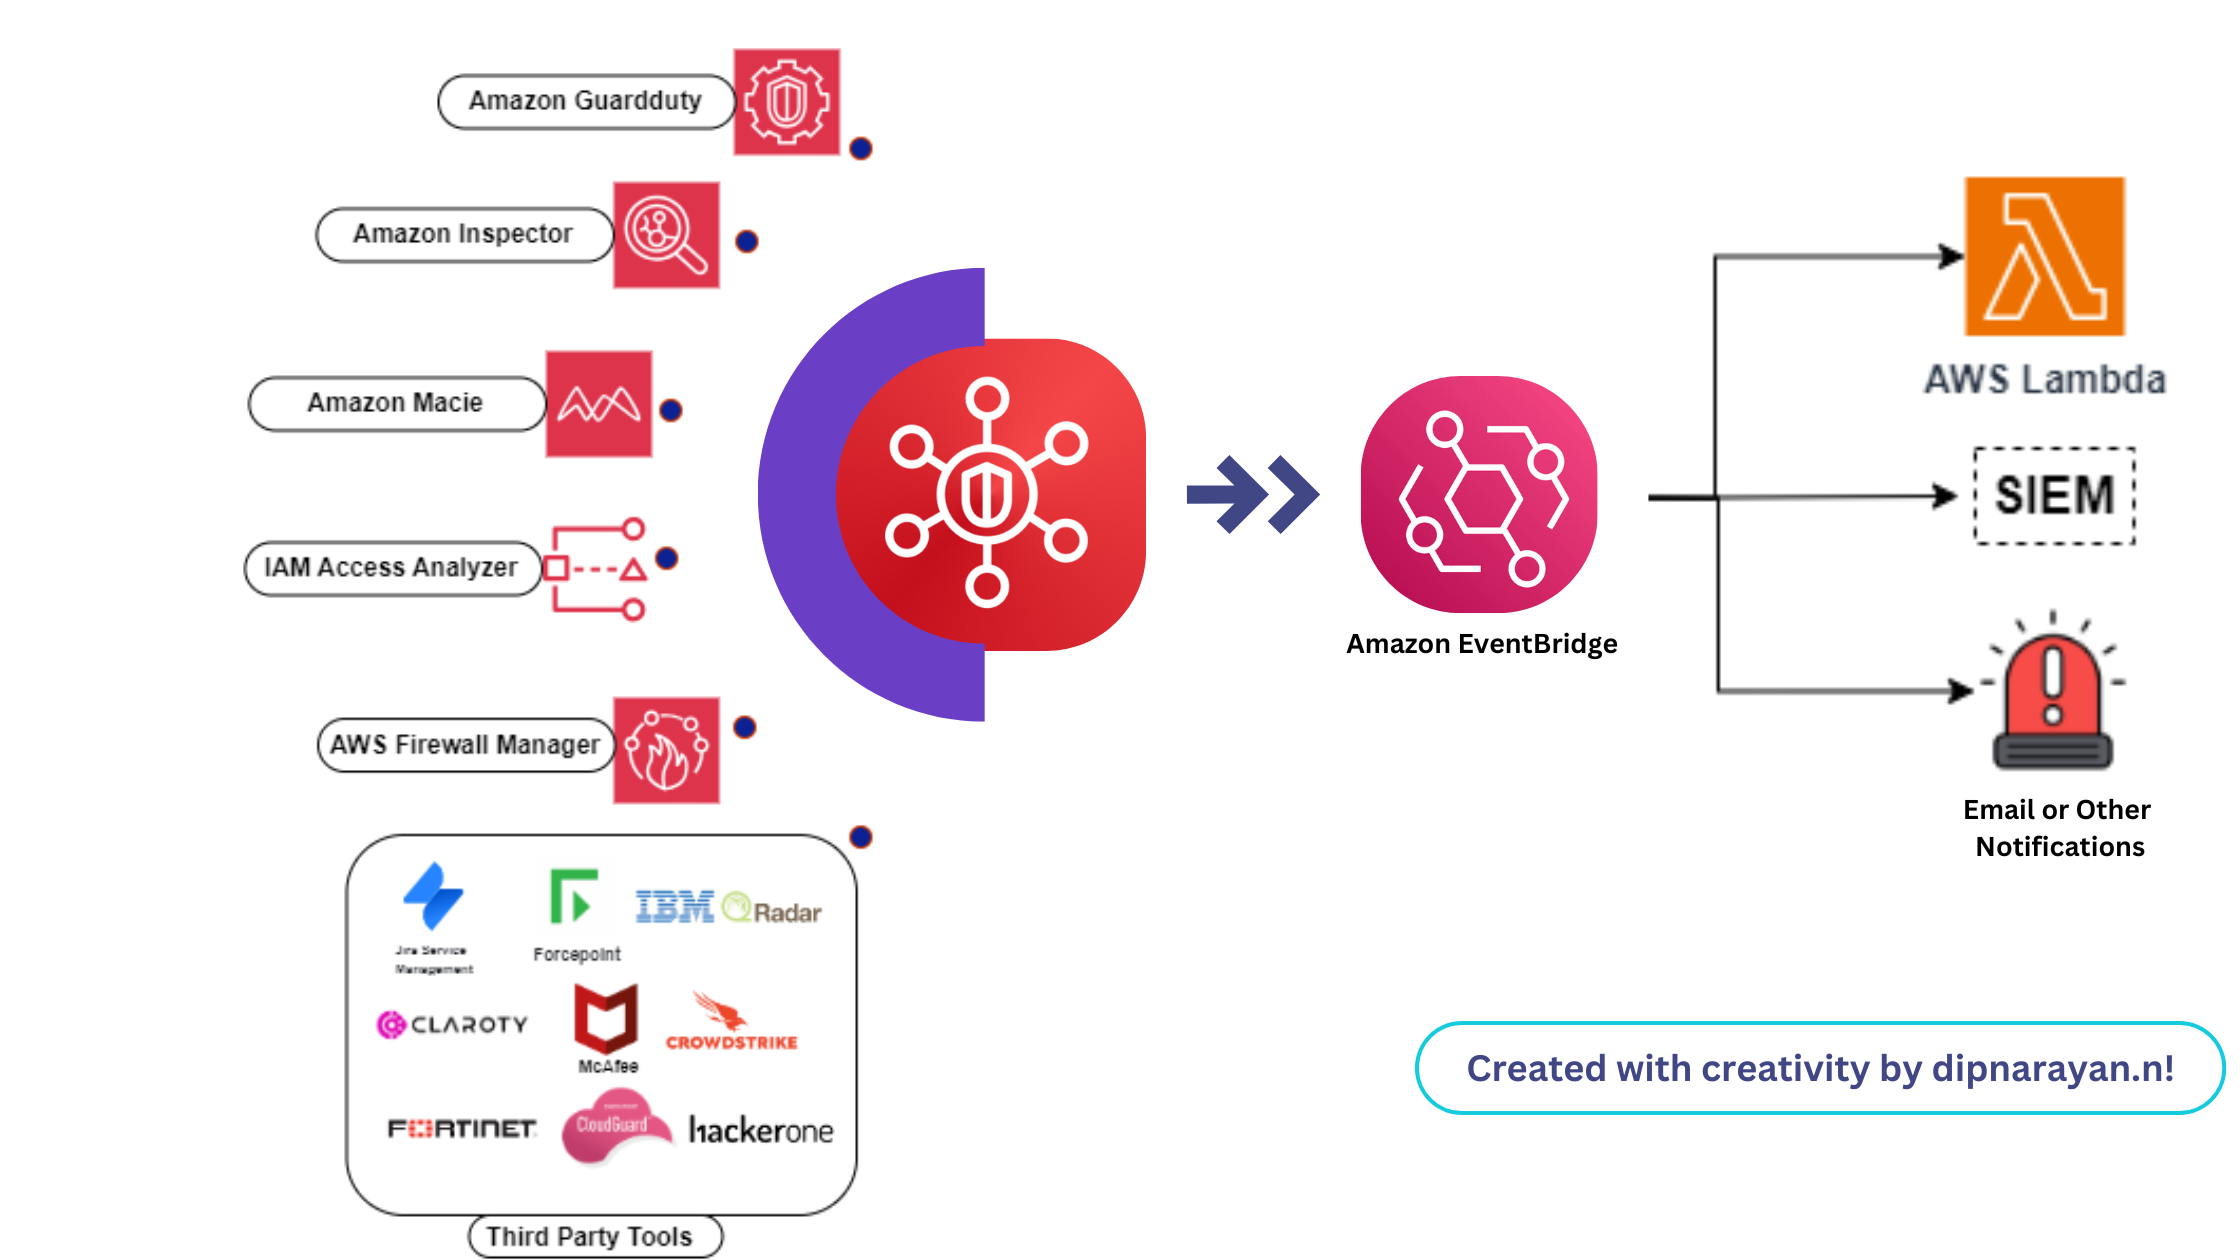 Amazon Guardduty
Amazon Inspector
Amazon Macie
IAM Access Analyzer
AWS Firewall Manager
Jira Service
Management
Forcepoint
IBM QRadar
CLAROTY
McAfee
CROWDSTRIKE
FORTINET
CloudGuard
hackerone
Third Party Tools
Amazon EventBridge
AWS Lambda
SIEM
Email or Other
Notifications
Created with creativity by dipnarayan.n!